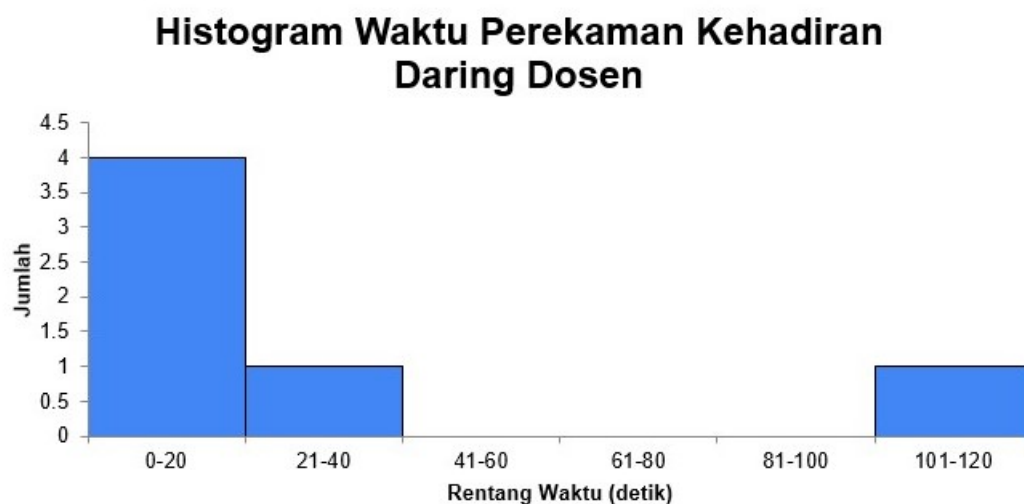 Histogram Waktu Perekaman Kehadiran
Daring Dosen
4.5
4
3.5
3
2.5
2
1.5
1
0.5
0
Jumlah
0-20 21-40 41-60 61-80 81-100 101-120
Rentang Waktu (detik)